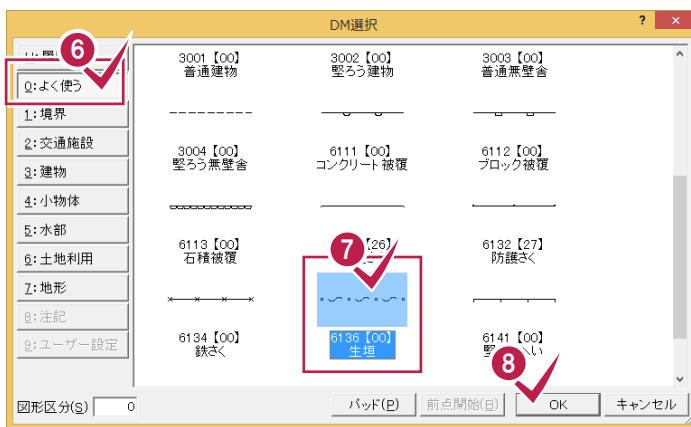 DM選択
? ×
6
0:よく使う
1:境界
2:交通施設
3:建物
4:小物体
5:水部
6:土地利用
7:地形
8:注記
9:ユーザー設定
図形区分(S) 0
3001【00】
普通建物
3002【00】
堅ろう建物
3003【00】
普通無壁舎
3004【00】
堅ろう無壁舎
6111【00】
コンクリート被覆
6112【00】
ブロック被覆
6113【00】
石積被覆
7
【26】
6132【27】
防護さく
6134【00】
鉄さく
6136【00】
生垣
6141【00】
8
パッド(P)
前点開始(B)
OK
キャンセル